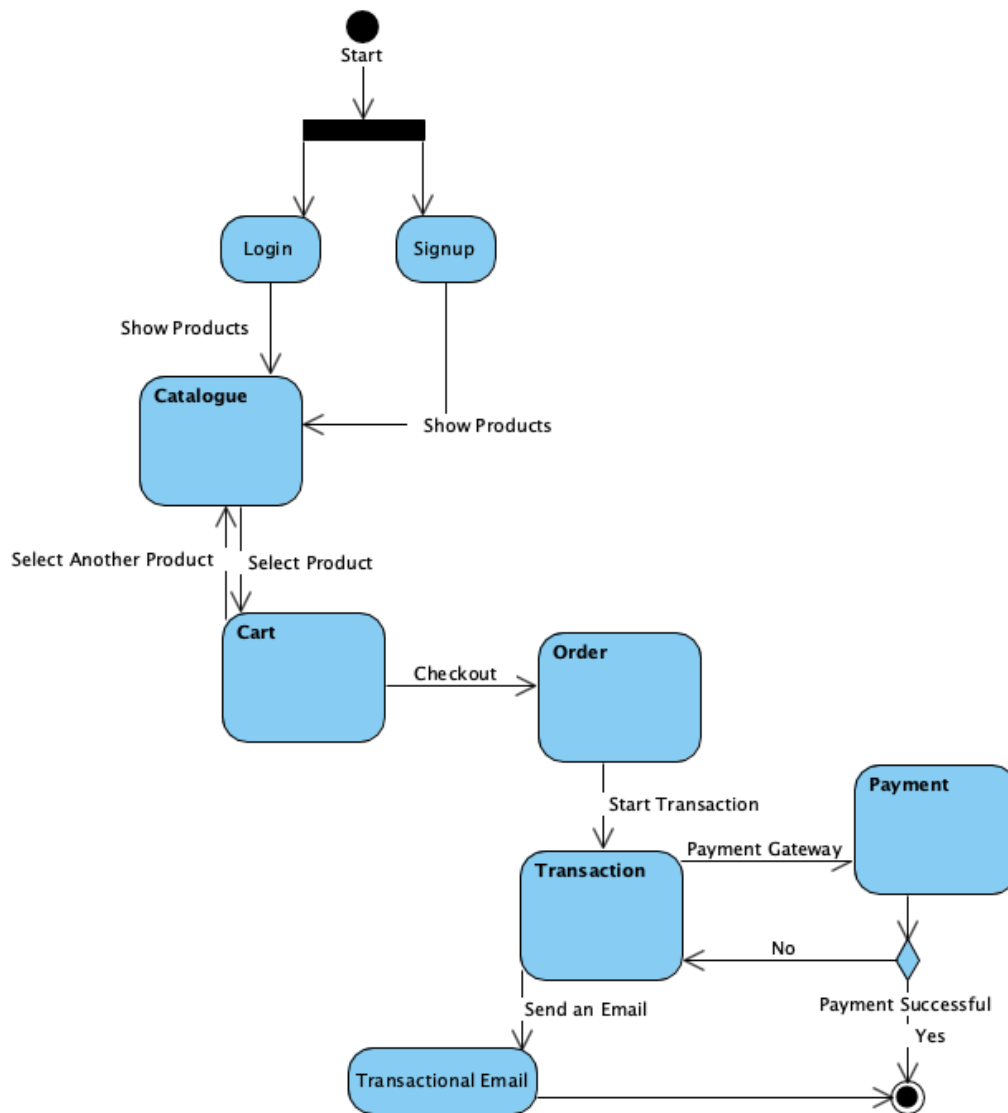 Start
Login
Signup
Show Products
Catalogue
Show Products
Select Another Product
Select Product
Cart
Order
Checkout
Payment
Start Transaction
Payment Gateway
Transaction
No
Send an Email
Payment Successful
Yes
Transactional Email